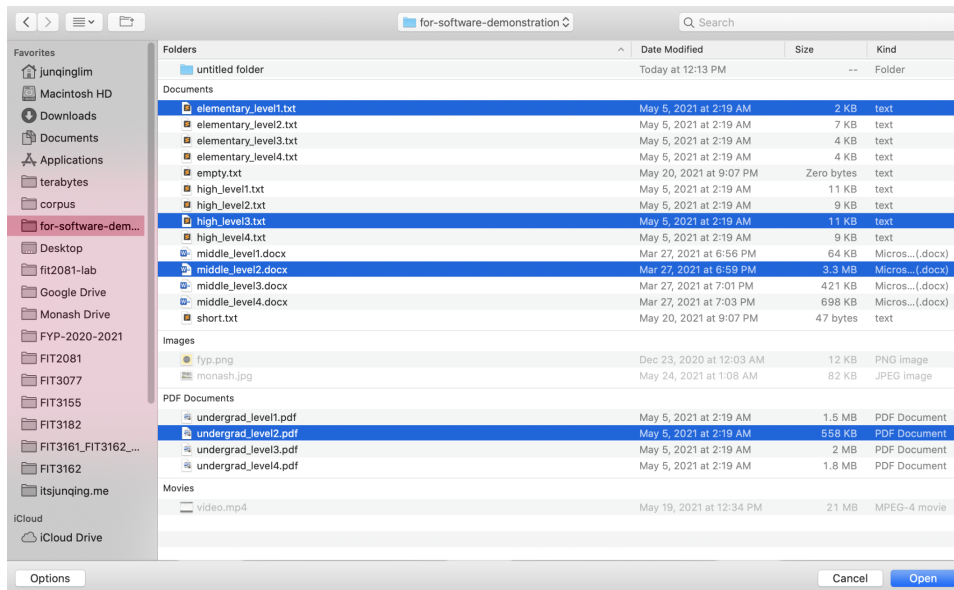 for-software-demonstration
Search
Favorites
junqinglim
Macintosh HD
Downloads
Documents
Applications
terabytes
corpus
for-software-dem...
Desktop
fit2081-lab
Google Drive
Monash Drive
FYP-2020-2021
FIT2081
FIT3077
FIT3155
FIT3182
FIT3161_FIT3162_...
FIT3162
itsjunqing.me
iCloud
iCloud Drive
Folders Date Modified Size Kind
untitled folder Today at 12:13 PM -- Folder
Documents
elementary_level1.txt May 5, 2021 at 2:19 AM 2 KB text
elementary_level2.txt May 5, 2021 at 2:19 AM 7 KB text
elementary_level3.txt May 5, 2021 at 2:19 AM 4 KB text
elementary_level4.txt May 5, 2021 at 2:19 AM 4 KB text
empty.txt May 20, 2021 at 9:07 PM Zero bytes text
high_level1.txt May 5, 2021 at 2:19 AM 11 KB text
high_level2.txt May 5, 2021 at 2:19 AM 9 KB text
high_level3.txt May 5, 2021 at 2:19 AM 11 KB text
high_level4.txt May 5, 2021 at 2:19 AM 9 KB text
middle_level1.docx Mar 27, 2021 at 6:56 PM 64 KB Micros...(.docx)
middle_level2.docx Mar 27, 2021 at 6:59 PM 3.3 MB Micros...(.docx)
middle_level3.docx Mar 27, 2021 at 7:01 PM 421 KB Micros...(.docx)
middle_level4.docx Mar 27, 2021 at 7:03 PM 698 KB Micros...(.docx)
short.txt May 20, 2021 at 9:07 PM 47 bytes text
Images
fyp.png Dec 23, 2020 at 12:03 AM 12 KB PNG image
monash.jpg May 24, 2021 at 1:08 AM 82 KB JPEG image
PDF Documents
undergrad_level1.pdf May 5, 2021 at 2:19 AM 1.5 MB PDF Document
undergrad_level2.pdf May 5, 2021 at 2:19 AM 558 KB PDF Document
undergrad_level3.pdf May 5, 2021 at 2:19 AM 2 MB PDF Document
undergrad_level4.pdf May 5, 2021 at 2:19 AM 1.8 MB PDF Document
Movies
video.mp4 May 19, 2021 at 12:34 PM 21 MB MPEG-4 movie
Options Cancel Open